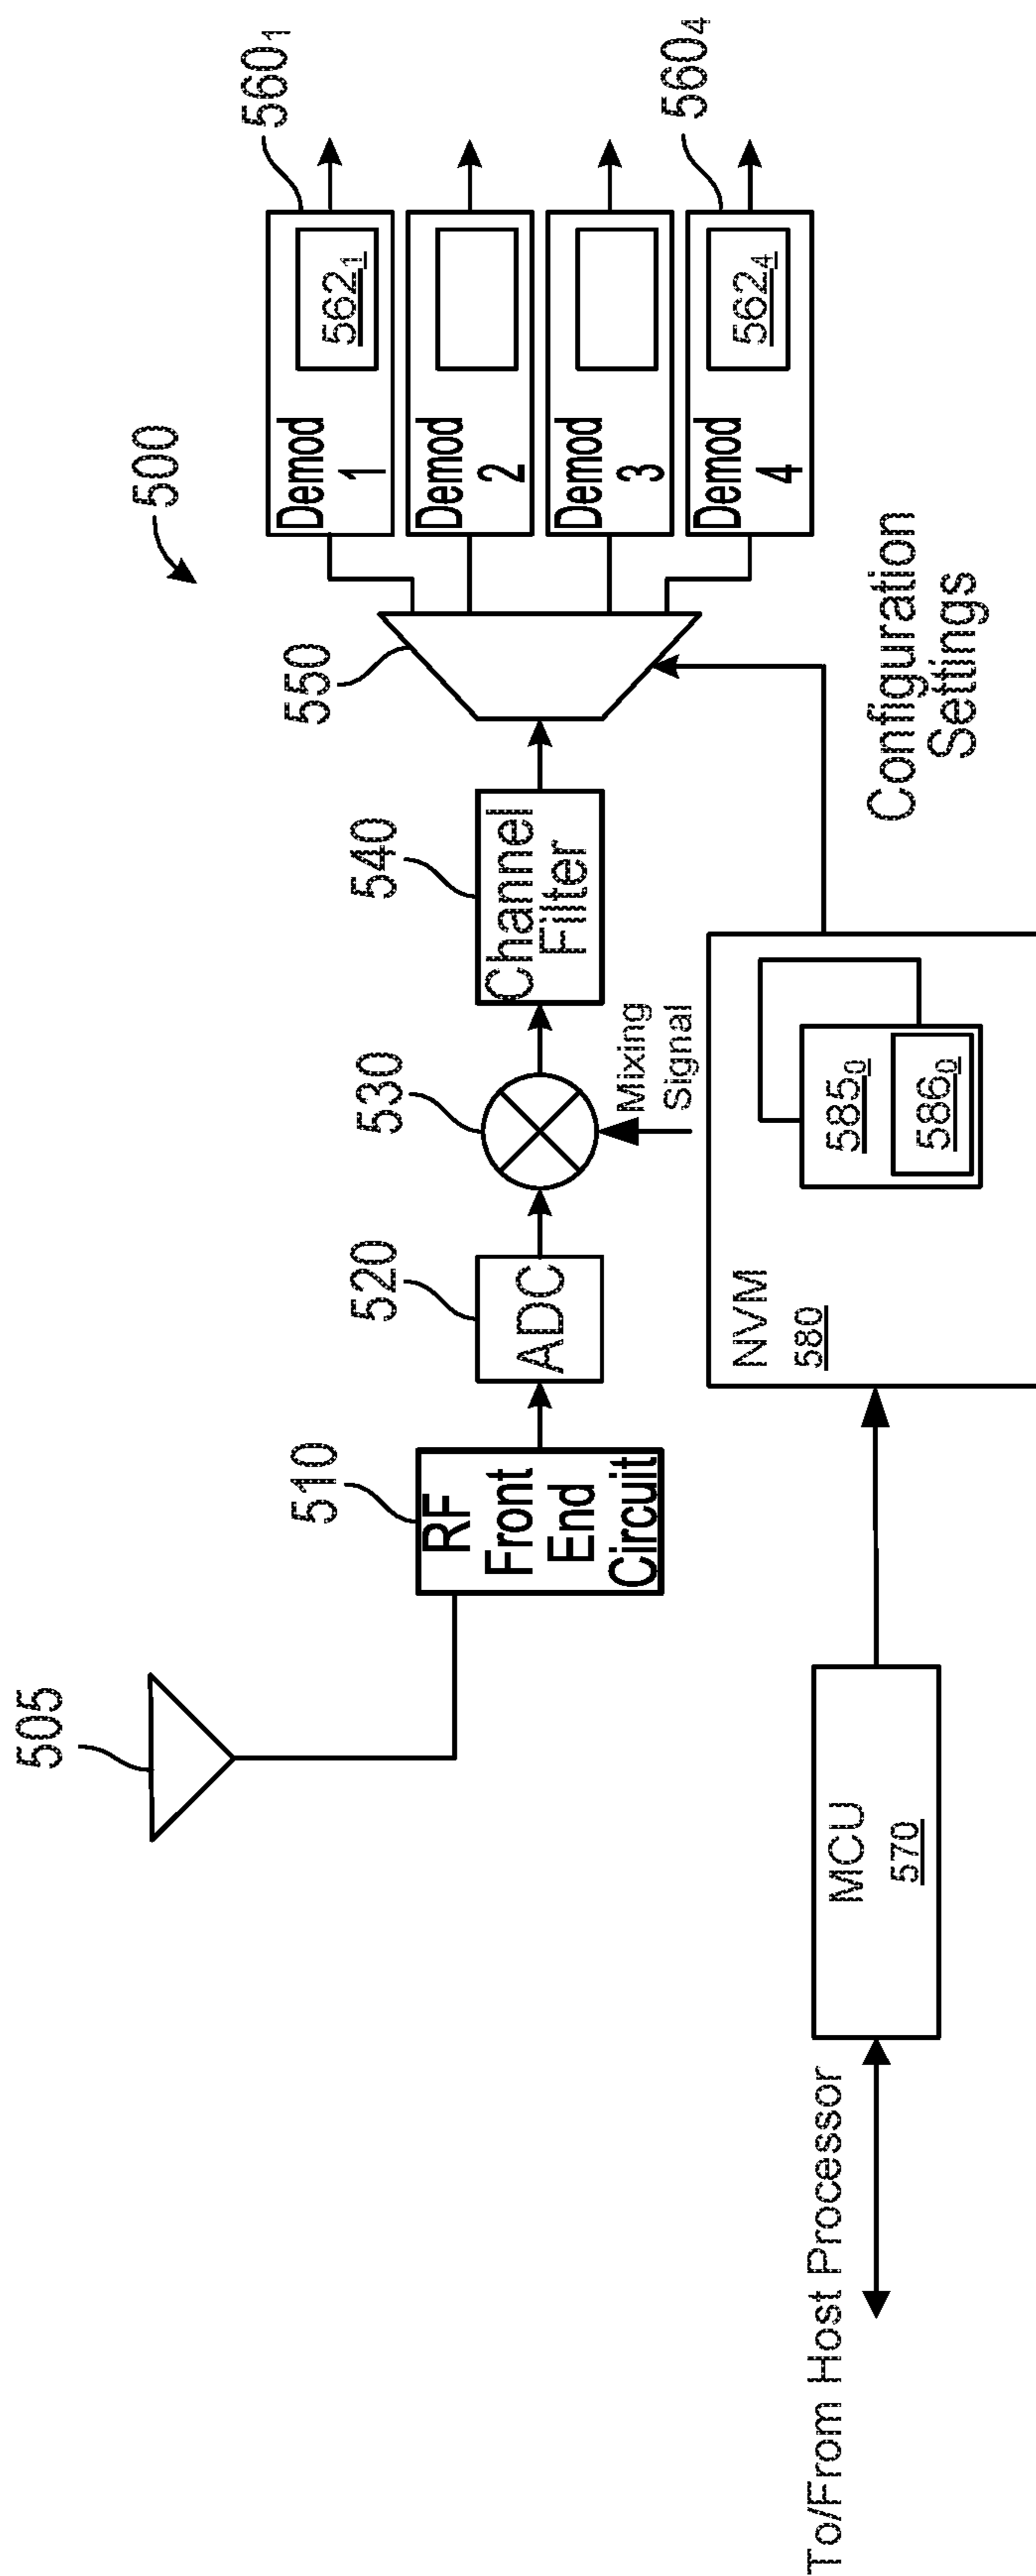 500
505
510
RF
Front
End
Circuit
520
ADC
530
Mixing
Signal
540
Channel
Filter
550
560₁
Demod
1
562₁
Demod
2
Demod
3
Demod
4
562₄
560₄
To/From Host Processor
MCU
570
NVM
580
585₀
586₀
Configuration
Settings